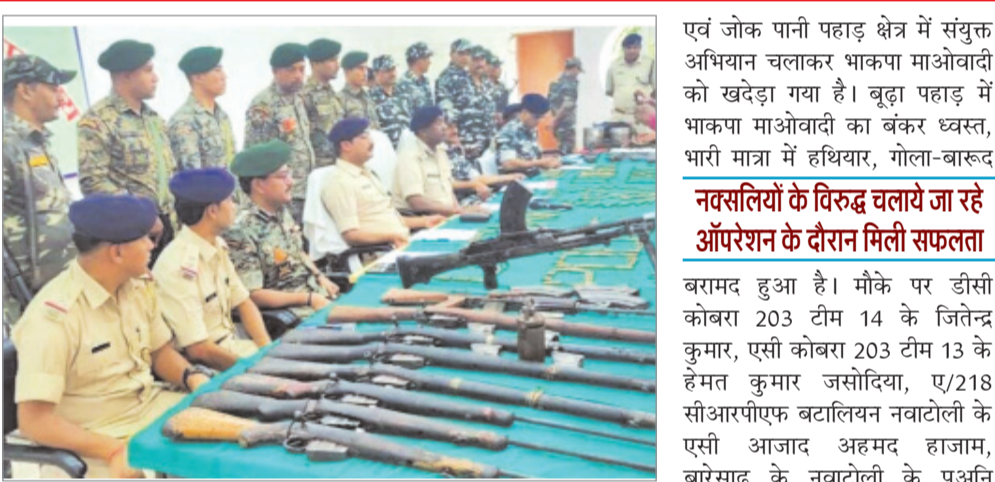 एवं जोक पानी पहाड़ क्षेत्र में संयुक्त
अभियान चलाकर भाकपा माओवादी
को खदेड़ा गया है। बूढ़ा पहाड़ में
भाकपा माओवादी का बंकर ध्वस्त,
भारी मात्रा में हथियार, गोला-बारूद
नक्सलियों के विरुद्ध चलाये जा रहे
ऑपरेशन के दौरान मिली सफलता
बरामद हुआ है। मौके पर डीसी
कोबरा 203 टीम 14 के जितेन्द्र
कुमार, एसी कोबरा 203 टीम 13 के
हेमत कुमार जसोदिया, ए/218
सीआरपीएफ बटालियन नवाटोली के
एसी आजाद अहमद हाजाम,
बारेसाढ़ के नवाटोली के पुअनि